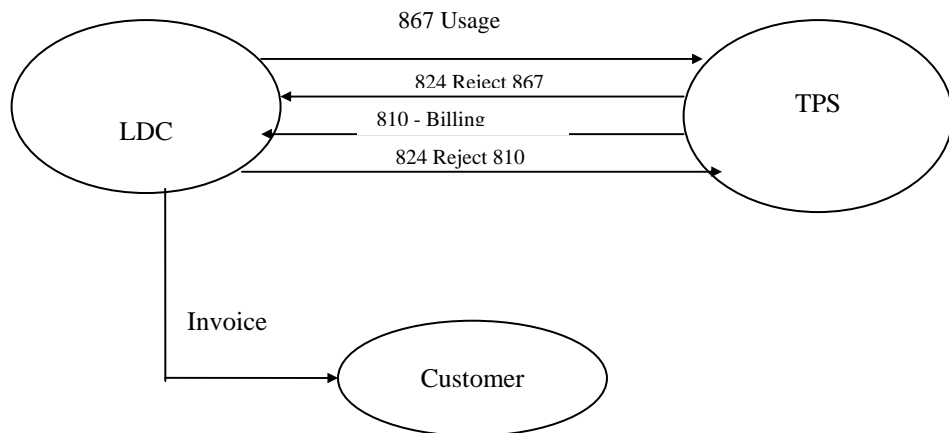 867 Usage
824 Reject 867
TPS
810 - Billing
LDC
824 Reject 810
Invoice
Customer